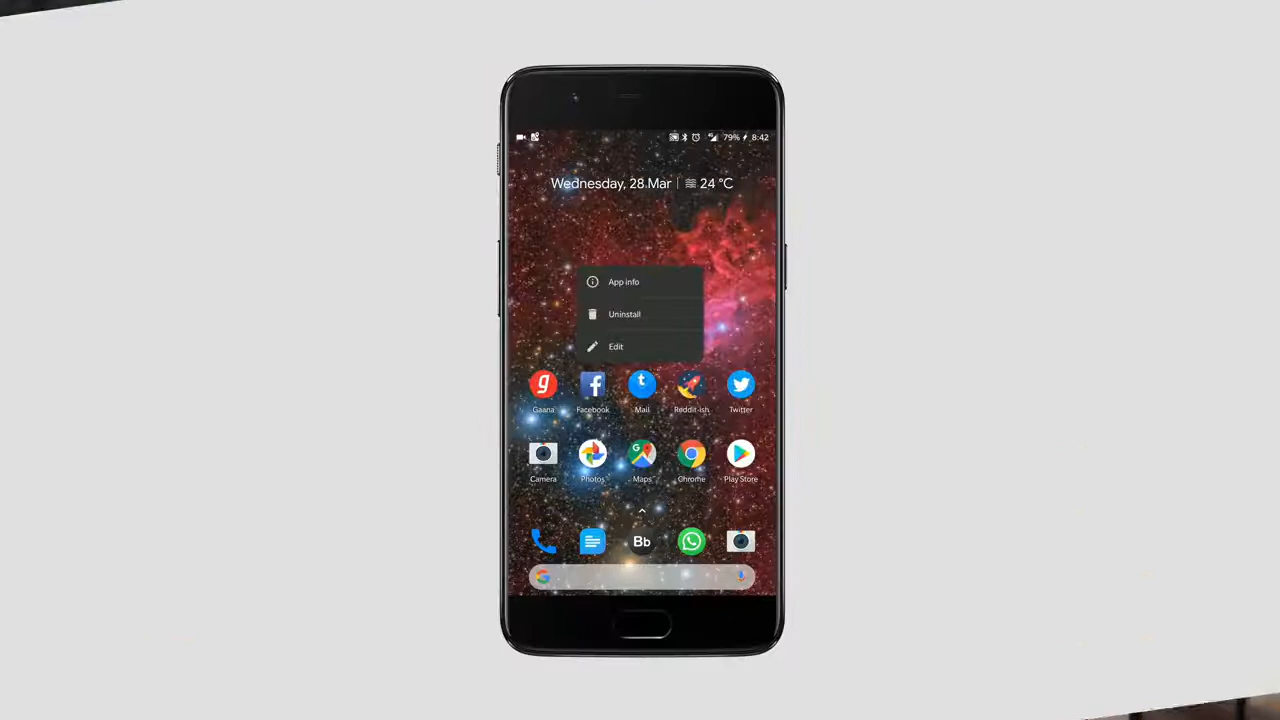 79% 8:42
Wednesday, 28 Mar | 24 °C
App info
Uninstall
Edit
g f t
Gaana Facebook Mail Reddit-ish Twitter
G
Camera Photos Maps Chrome Play Store
Bb
G